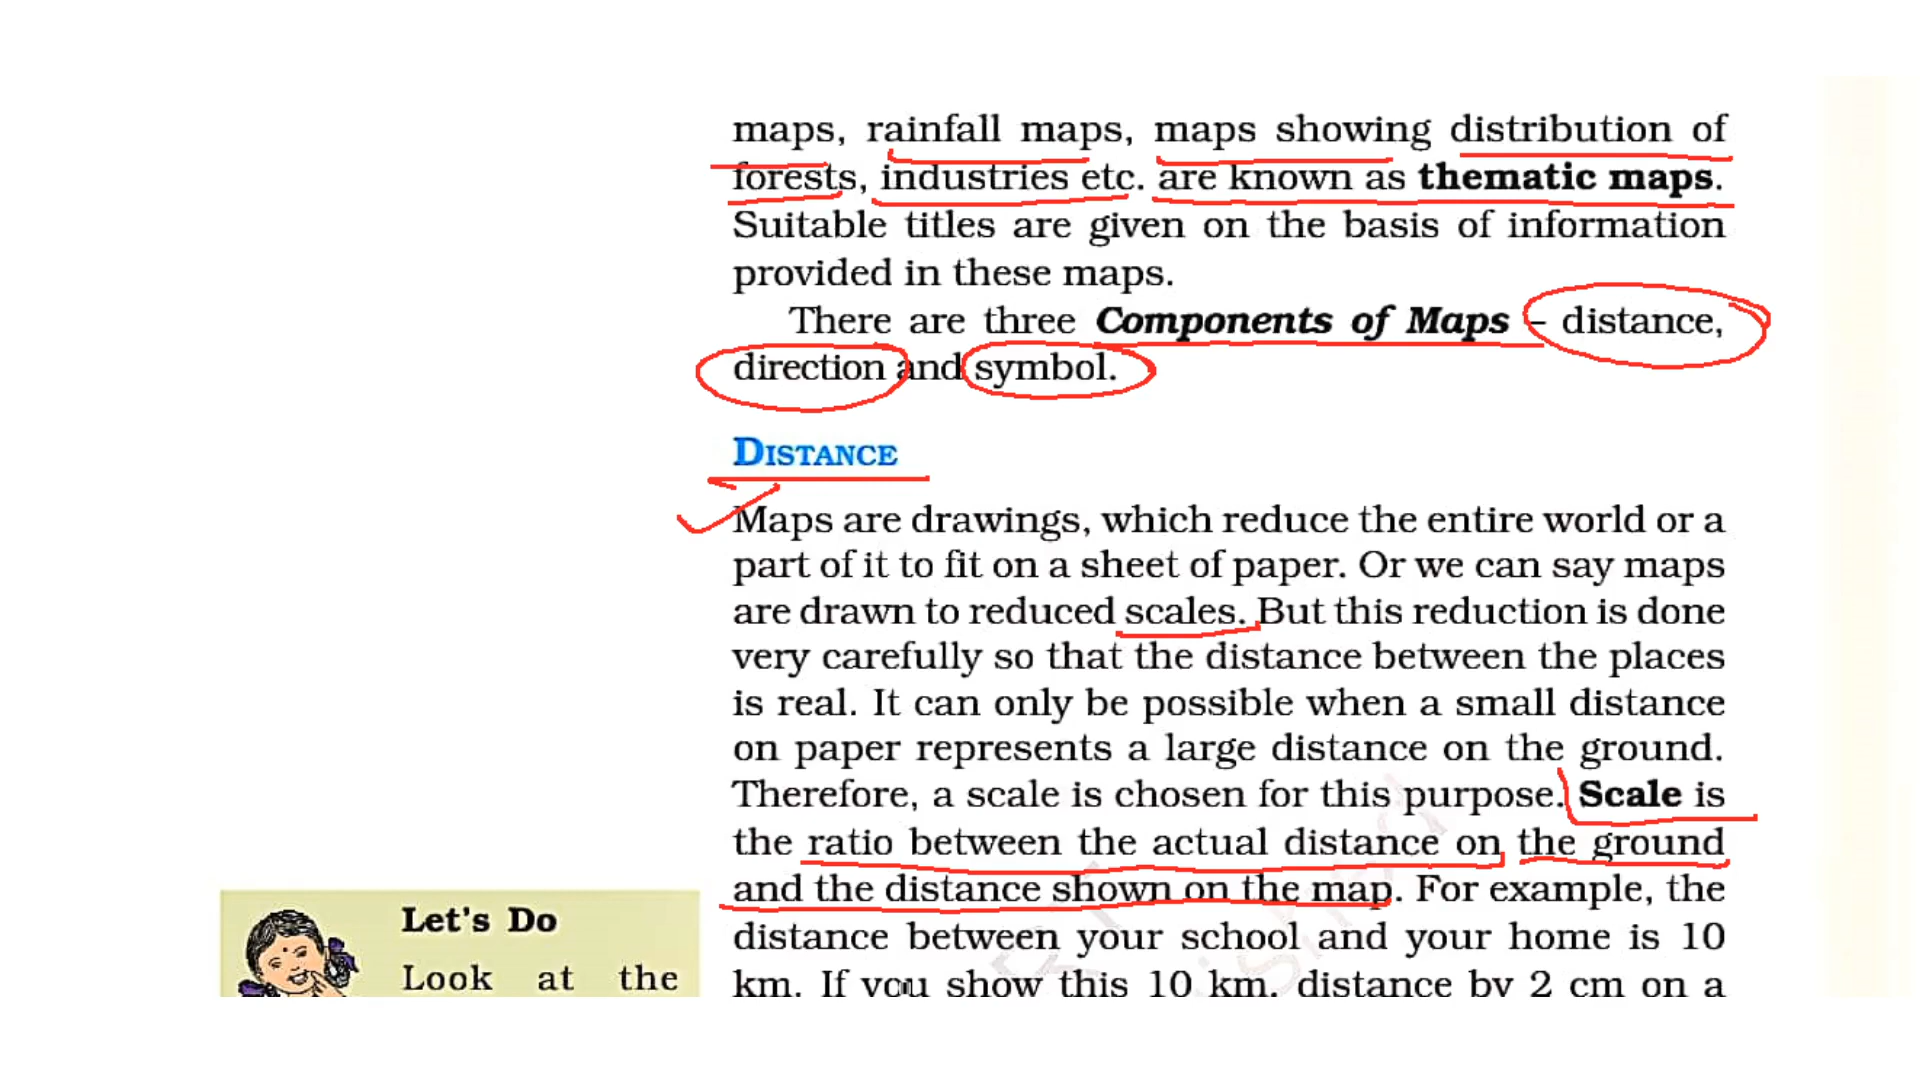 maps, rainfall maps, maps showing distribution of
forests, industries etc. are known as thematic maps.
Suitable titles are given on the basis of information
provided in these maps.
There are three Components of Maps – distance,
direction and symbol.
DISTANCE
Maps are drawings, which reduce the entire world or a
part of it to fit on a sheet of paper. Or we can say maps
are drawn to reduced scales. But this reduction is done
very carefully so that the distance between the places
is real. It can only be possible when a small distance
on paper represents a large distance on the ground.
Therefore, a scale is chosen for this purpose. Scale is
the ratio between the actual distance on the ground
and the distance shown on the map. For example, the
distance between your school and your home is 10
km. If you show this 10 km. distance by 2 cm on a
Let's Do
Look at the